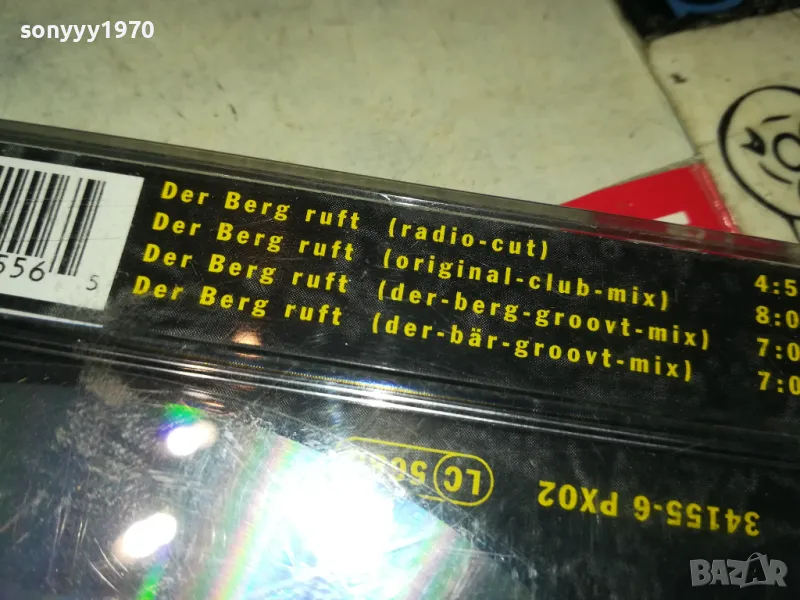 sonyyy1970
Der Berg ruft (radio-cut) 4:5
Der Berg ruft (original-club-mix) 8:0
Der Berg ruft (der-berg-groovt-mix) 7:0
Der Berg ruft (der-bär-groovt-mix) 7:0
556 5
LC
34155-6 PX02
BAZAR